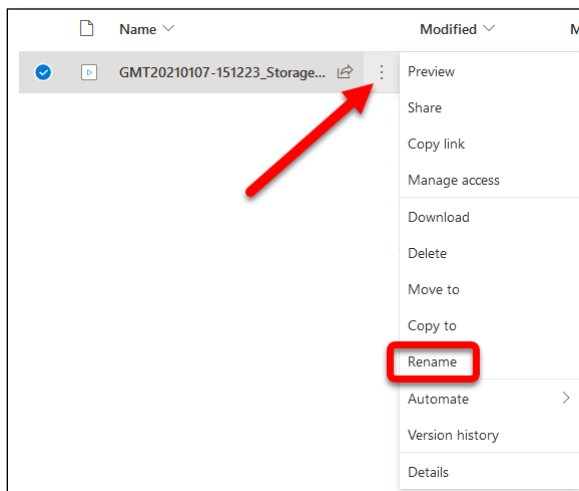 Name Modified M
GMT20210107-151223_Storage...
Preview
Share
Copy link
Manage access
Download
Delete
Move to
Copy to
Rename
Automate
Version history
Details